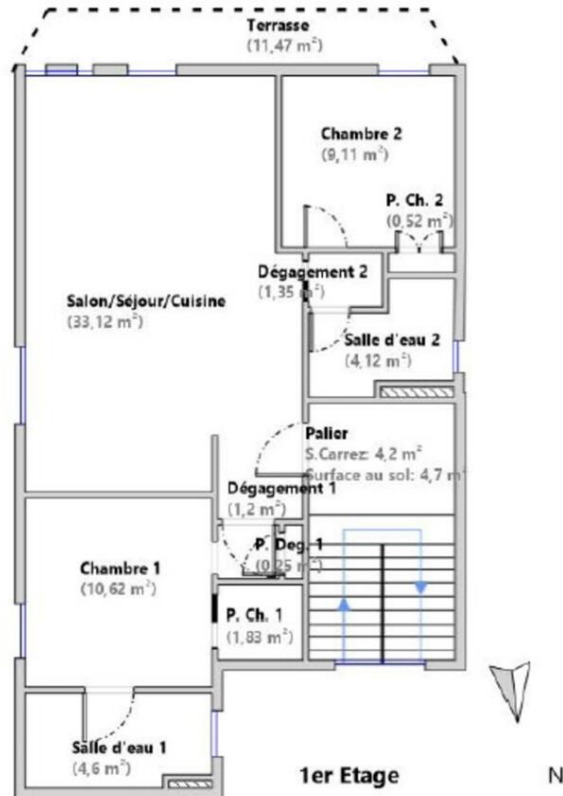 Terrasse
(11,47 m²)
Chambre 2
(9,11 m²)
P. Ch. 2
(0,52 m²)
Dégagement 2
(1,35 m²)
Salon/Séjour/Cuisine
(33,12 m²)
Salle d'eau 2
(4,12 m²)
Palier
S.Carrez: 4,2 m²
Surface au sol: 4,7 m²
Dégagement 1
(1,2 m²)
P. Deg. 1
(0,25 m²)
Chambre 1
(10,62 m²)
P. Ch. 1
(1,83 m²)
Salle d'eau 1
(4,6 m²)
1er Etage
N